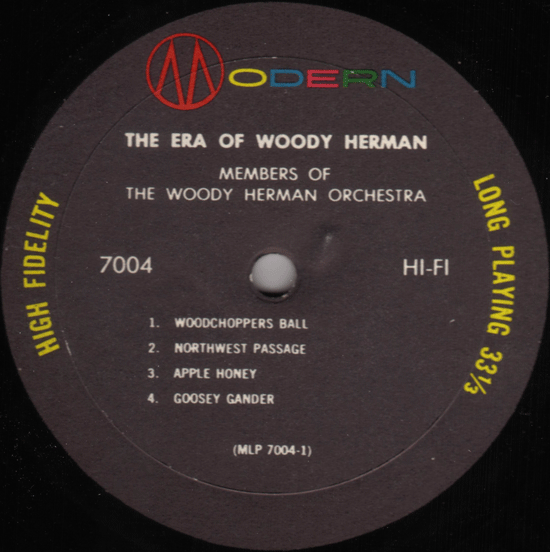 MODERN
THE ERA OF WOODY HERMAN
MEMBERS OF
THE WOODY HERMAN ORCHESTRA
HIGH FIDELITY
7004
HI-FI
LONG PLAYING 33⅓
1. WOODCHOPPERS BALL
2. NORTHWEST PASSAGE
3. APPLE HONEY
4. GOOSEY GANDER
(MLP 7004-1)